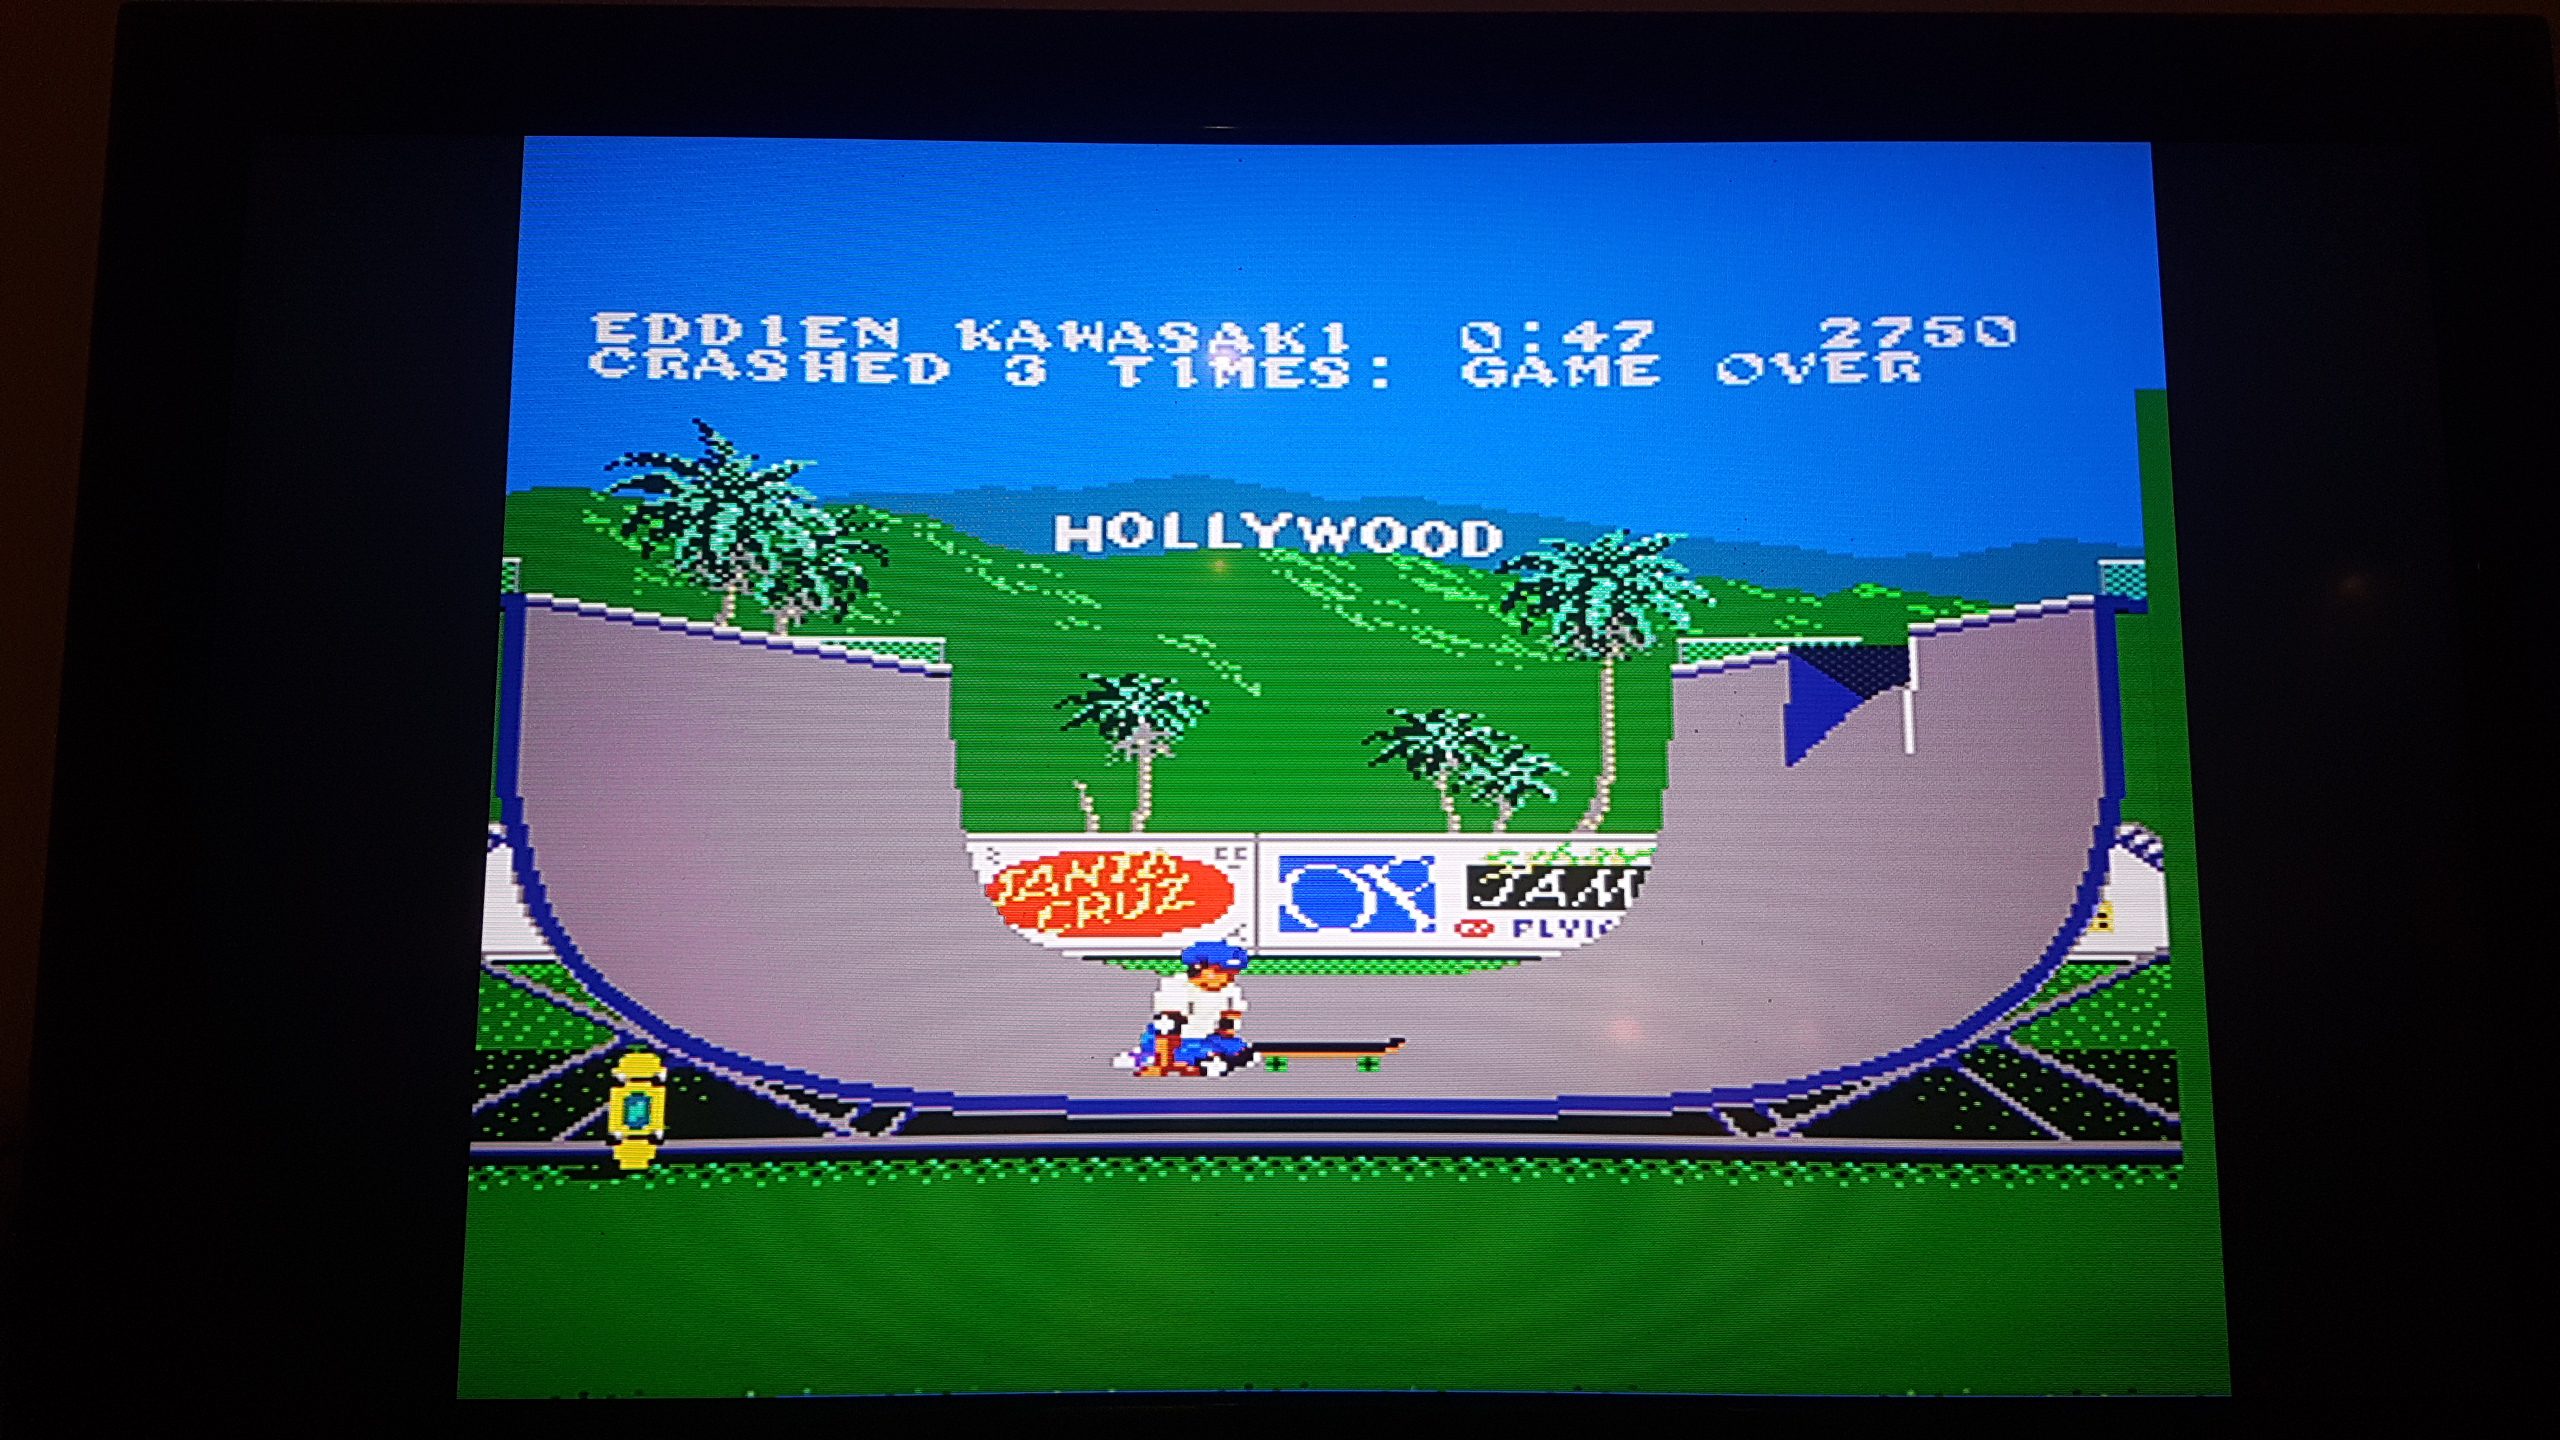 EDDIEN KAWASAKI 0:47 2750
CRASHED 3 TIMES: GAME OVER
HOLLYWOOD
SANTA
CRUZ
JAM